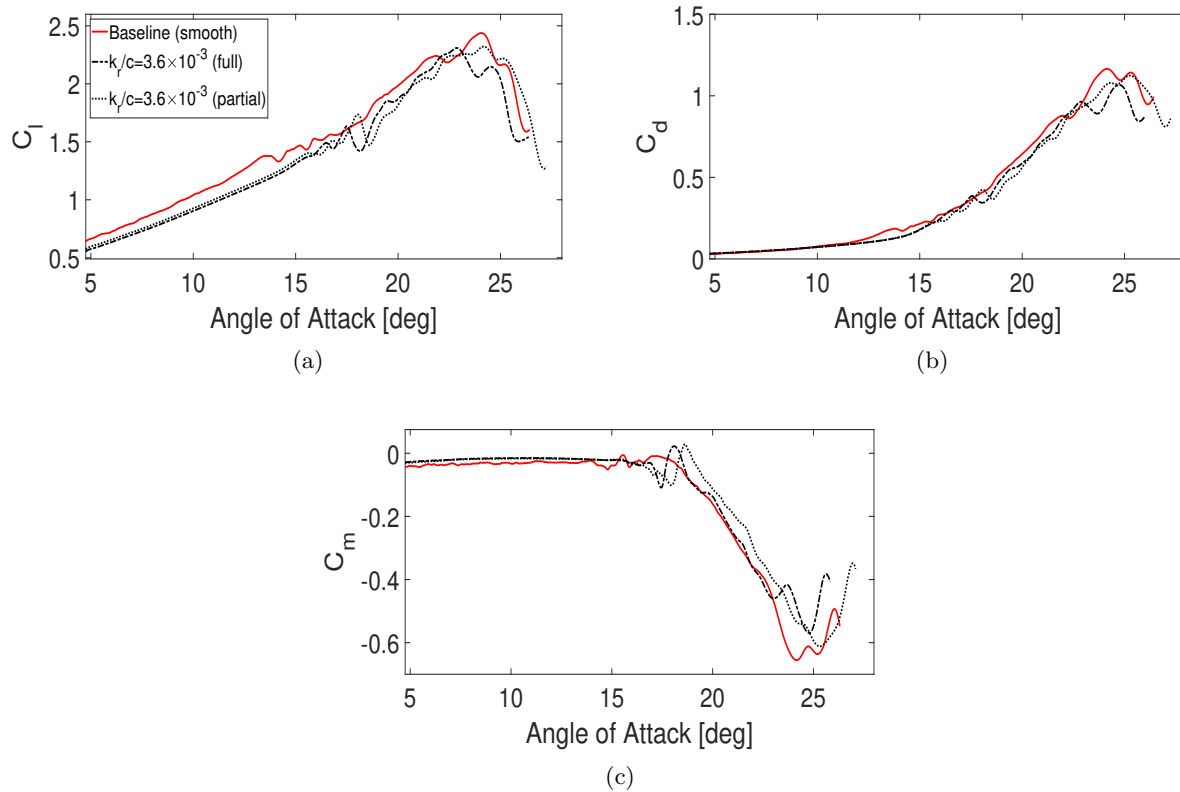 2.5
2
1.5
1
0.5
C_l
Baseline (smooth)
k_r/c=3.6×10^-3 (full)
k_r/c=3.6×10^-3 (partial)
5 10 15 20 25
Angle of Attack [deg]
(a)
1.5
1
0.5
0
C_d
5 10 15 20 25
Angle of Attack [deg]
(b)
0
-0.2
-0.4
-0.6
C_m
5 10 15 20 25
Angle of Attack [deg]
(c)